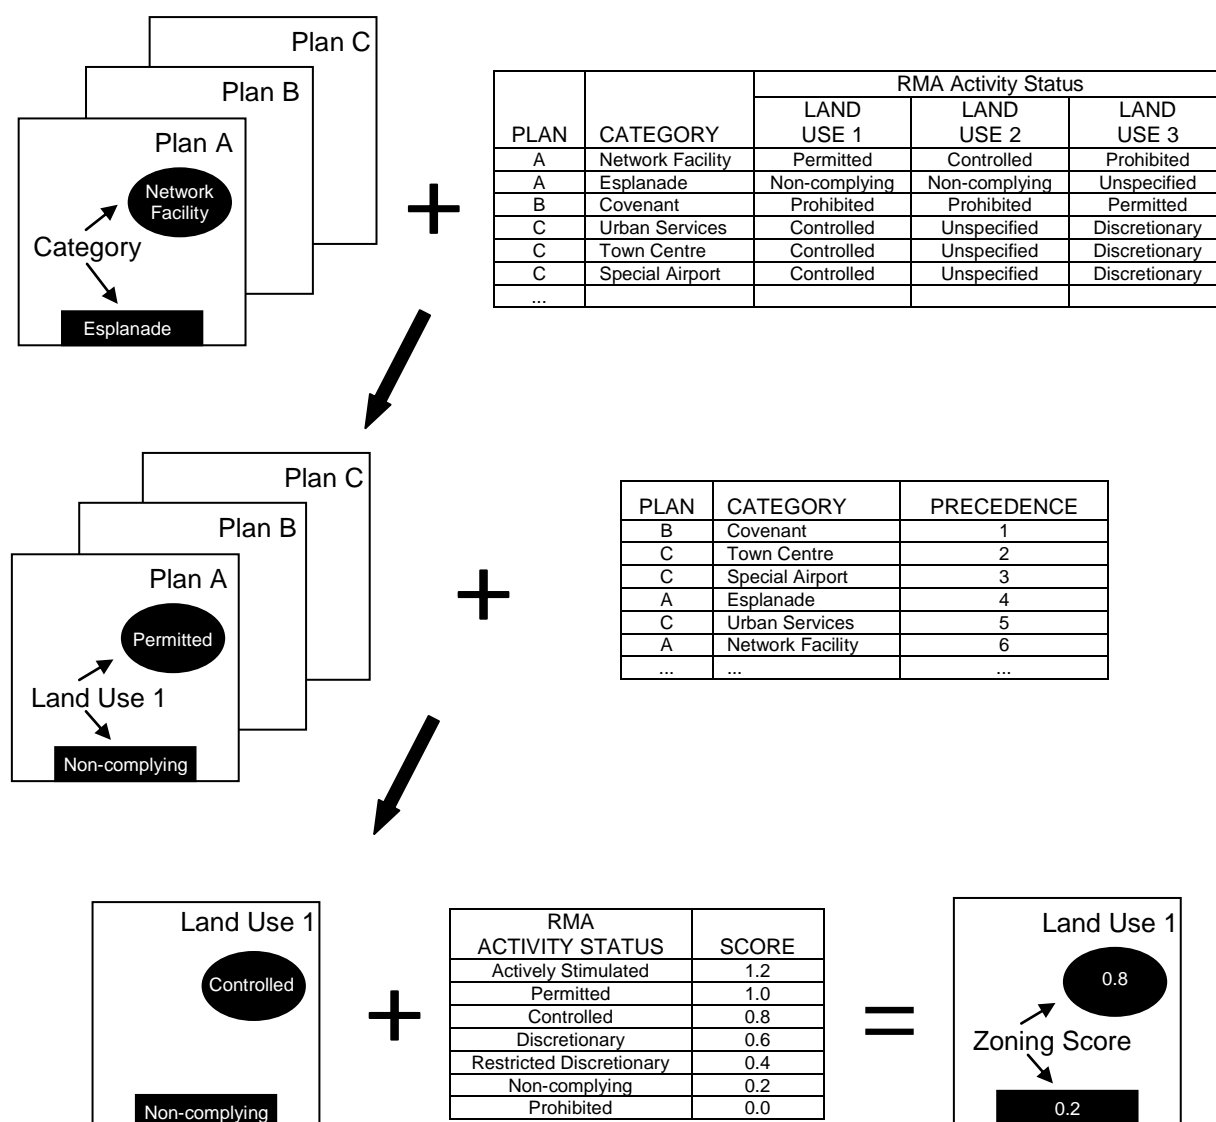 Plan C
Plan B
Plan A
Network
Facility
Category
Esplanade
+
RMA Activity Status
PLAN CATEGORY LAND USE 1 LAND USE 2 LAND USE 3
A Network Facility Permitted Controlled Prohibited
A Esplanade Non-complying Non-complying Unspecified
B Covenant Prohibited Prohibited Permitted
C Urban Services Controlled Unspecified Discretionary
C Town Centre Controlled Unspecified Discretionary
C Special Airport Controlled Unspecified Discretionary
...
Plan C
Plan B
Plan A
Permitted
Land Use 1
Non-complying
+
PLAN CATEGORY PRECEDENCE
B Covenant 1
C Town Centre 2
C Special Airport 3
A Esplanade 4
C Urban Services 5
A Network Facility 6
... ... ...
Land Use 1
Controlled
Non-complying
+
RMA
ACTIVITY STATUS SCORE
Actively Stimulated 1.2
Permitted 1.0
Controlled 0.8
Discretionary 0.6
Restricted Discretionary 0.4
Non-complying 0.2
Prohibited 0.0
=
Land Use 1
0.8
Zoning Score
0.2